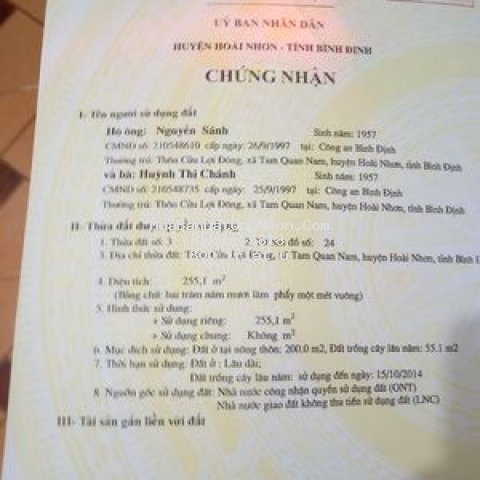 UỶ BAN NHÂN DÂN
HUYỆN HOÀI NHƠN - TỈNH BÌNH ĐỊNH
CHỨNG NHẬN
I- Tên người sử dụng đất
Hộ ông: Nguyễn Sánh Sinh năm: 1957
CMND số: 210548610 cấp ngày: 26/9/1997 tại: Công an Bình Định
Thường trú: Thôn Cửu Lợi Đông, xã Tam Quan Nam, huyện Hoài Nhơn, tỉnh Bình Định
và bà: Huỳnh Thị Chánh Sinh năm: 1957
CMND số: 210548735 cấp ngày: 25/9/1997 tại: Công an Bình Định
Thường trú: Thôn Cửu Lợi Đông, xã Tam Quan Nam, huyện Hoài Nhơn, tỉnh Bình Định
II- Thửa đất được
1. Thửa đất số: 3 đồ số: 24
3. Địa chỉ thửa đất: Tam Quan Nam, huyện Hoài Nhơn, tỉnh Bình
4. Diện tích: 255,1 m²
(Bằng chữ: hai trăm năm mươi lăm phẩy một mét vuông)
5. Hình thức sử dụng:
+ Sử dụng riêng: 255,1 m²
+ Sử dụng chung: Không m²
6. Mục đích sử dụng: Đất ở tại nông thôn: 200.0 m2, Đất trồng cây lâu năm: 55.1 m2
7. Thời hạn sử dụng: Đất ở : Lâu dài;
Đất trồng cây lâu năm: sử dụng đến ngày: 15/10/2014
8. Nguồn gốc sử dụng đất: Nhà nước công nhận quyền sử dụng đất (ONT)
Nhà nước giao đất không thu tiền sử dụng đất (LNC)
III- Tài sản gắn liền với đất